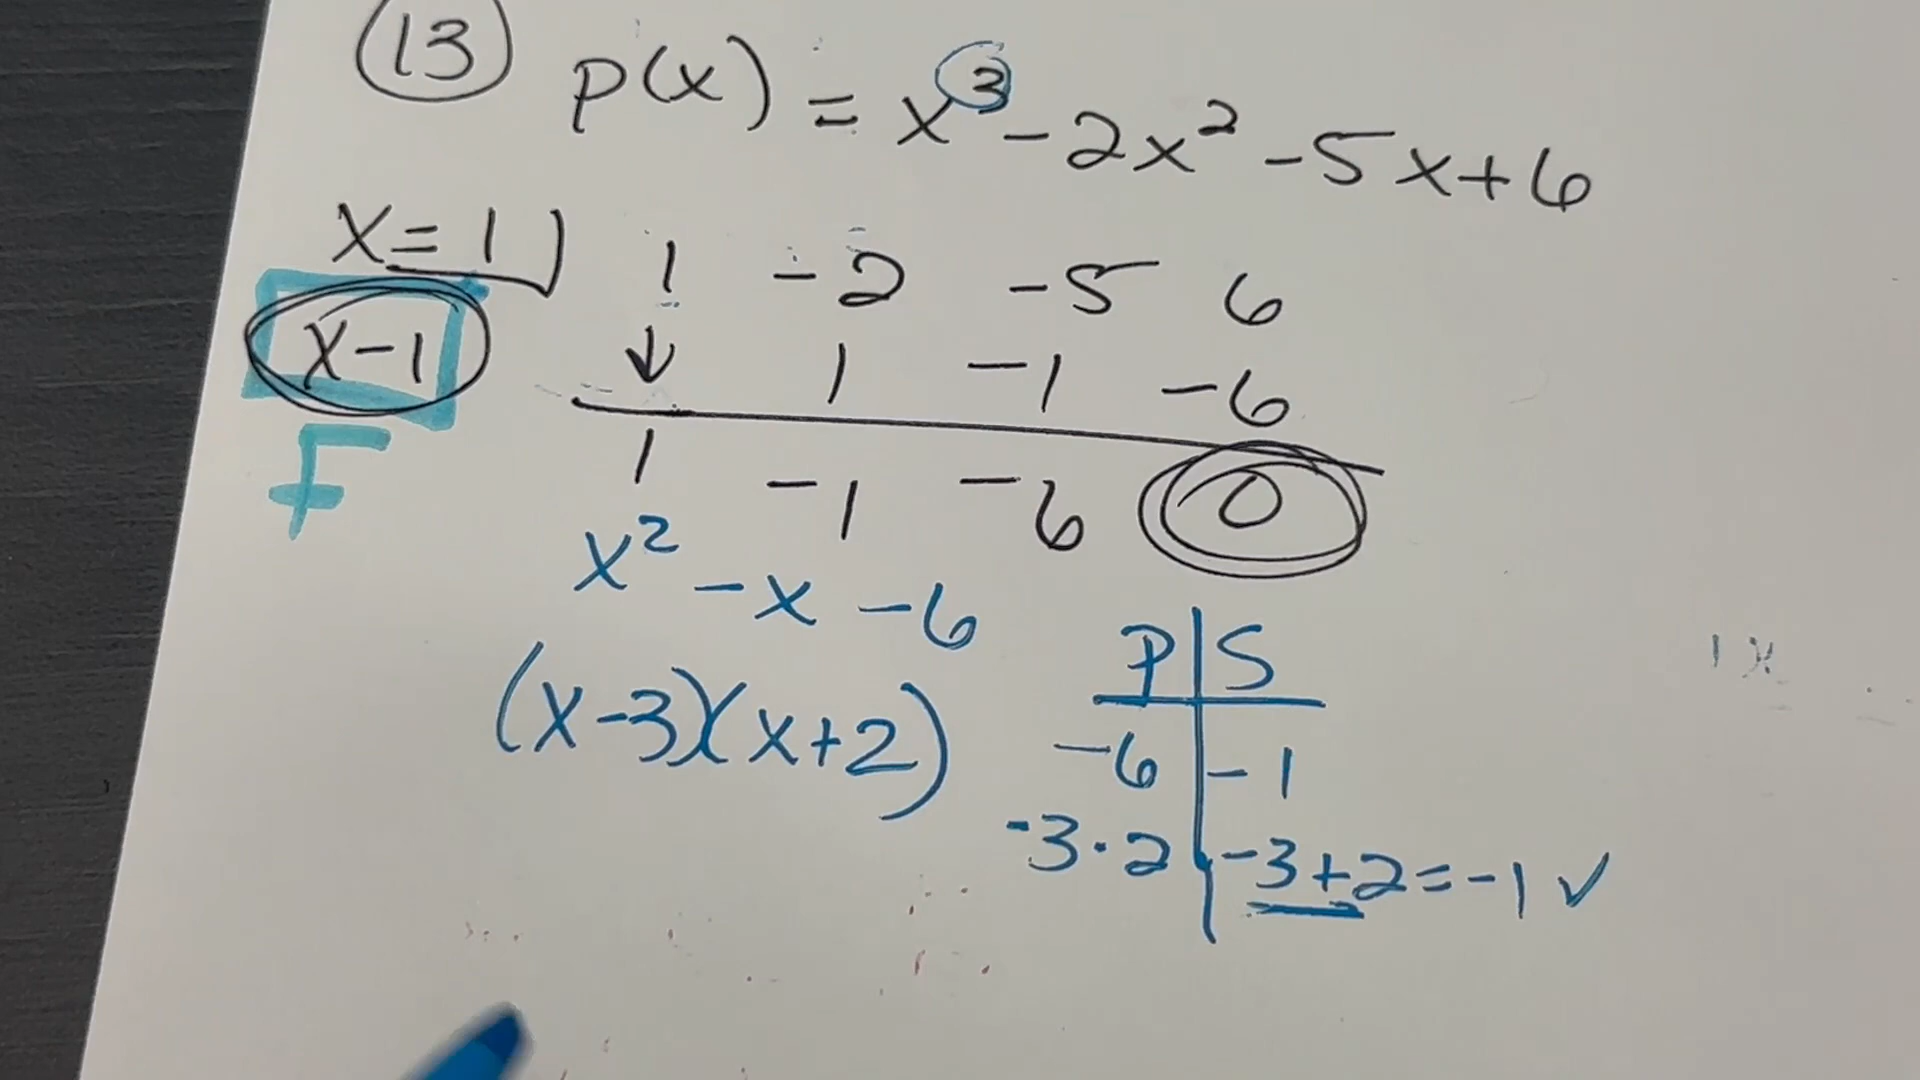 13 p(x) = x³ - 2x² - 5x + 6
x = 1 1 -2 -5 6
x - 1 ↓ 1 -1 -6
F 1 -1 -6 0
x² - x - 6
P | S
(x-3)(x+2)
-6 | -1
-3 · 2 | -3 + 2 = -1 ✓